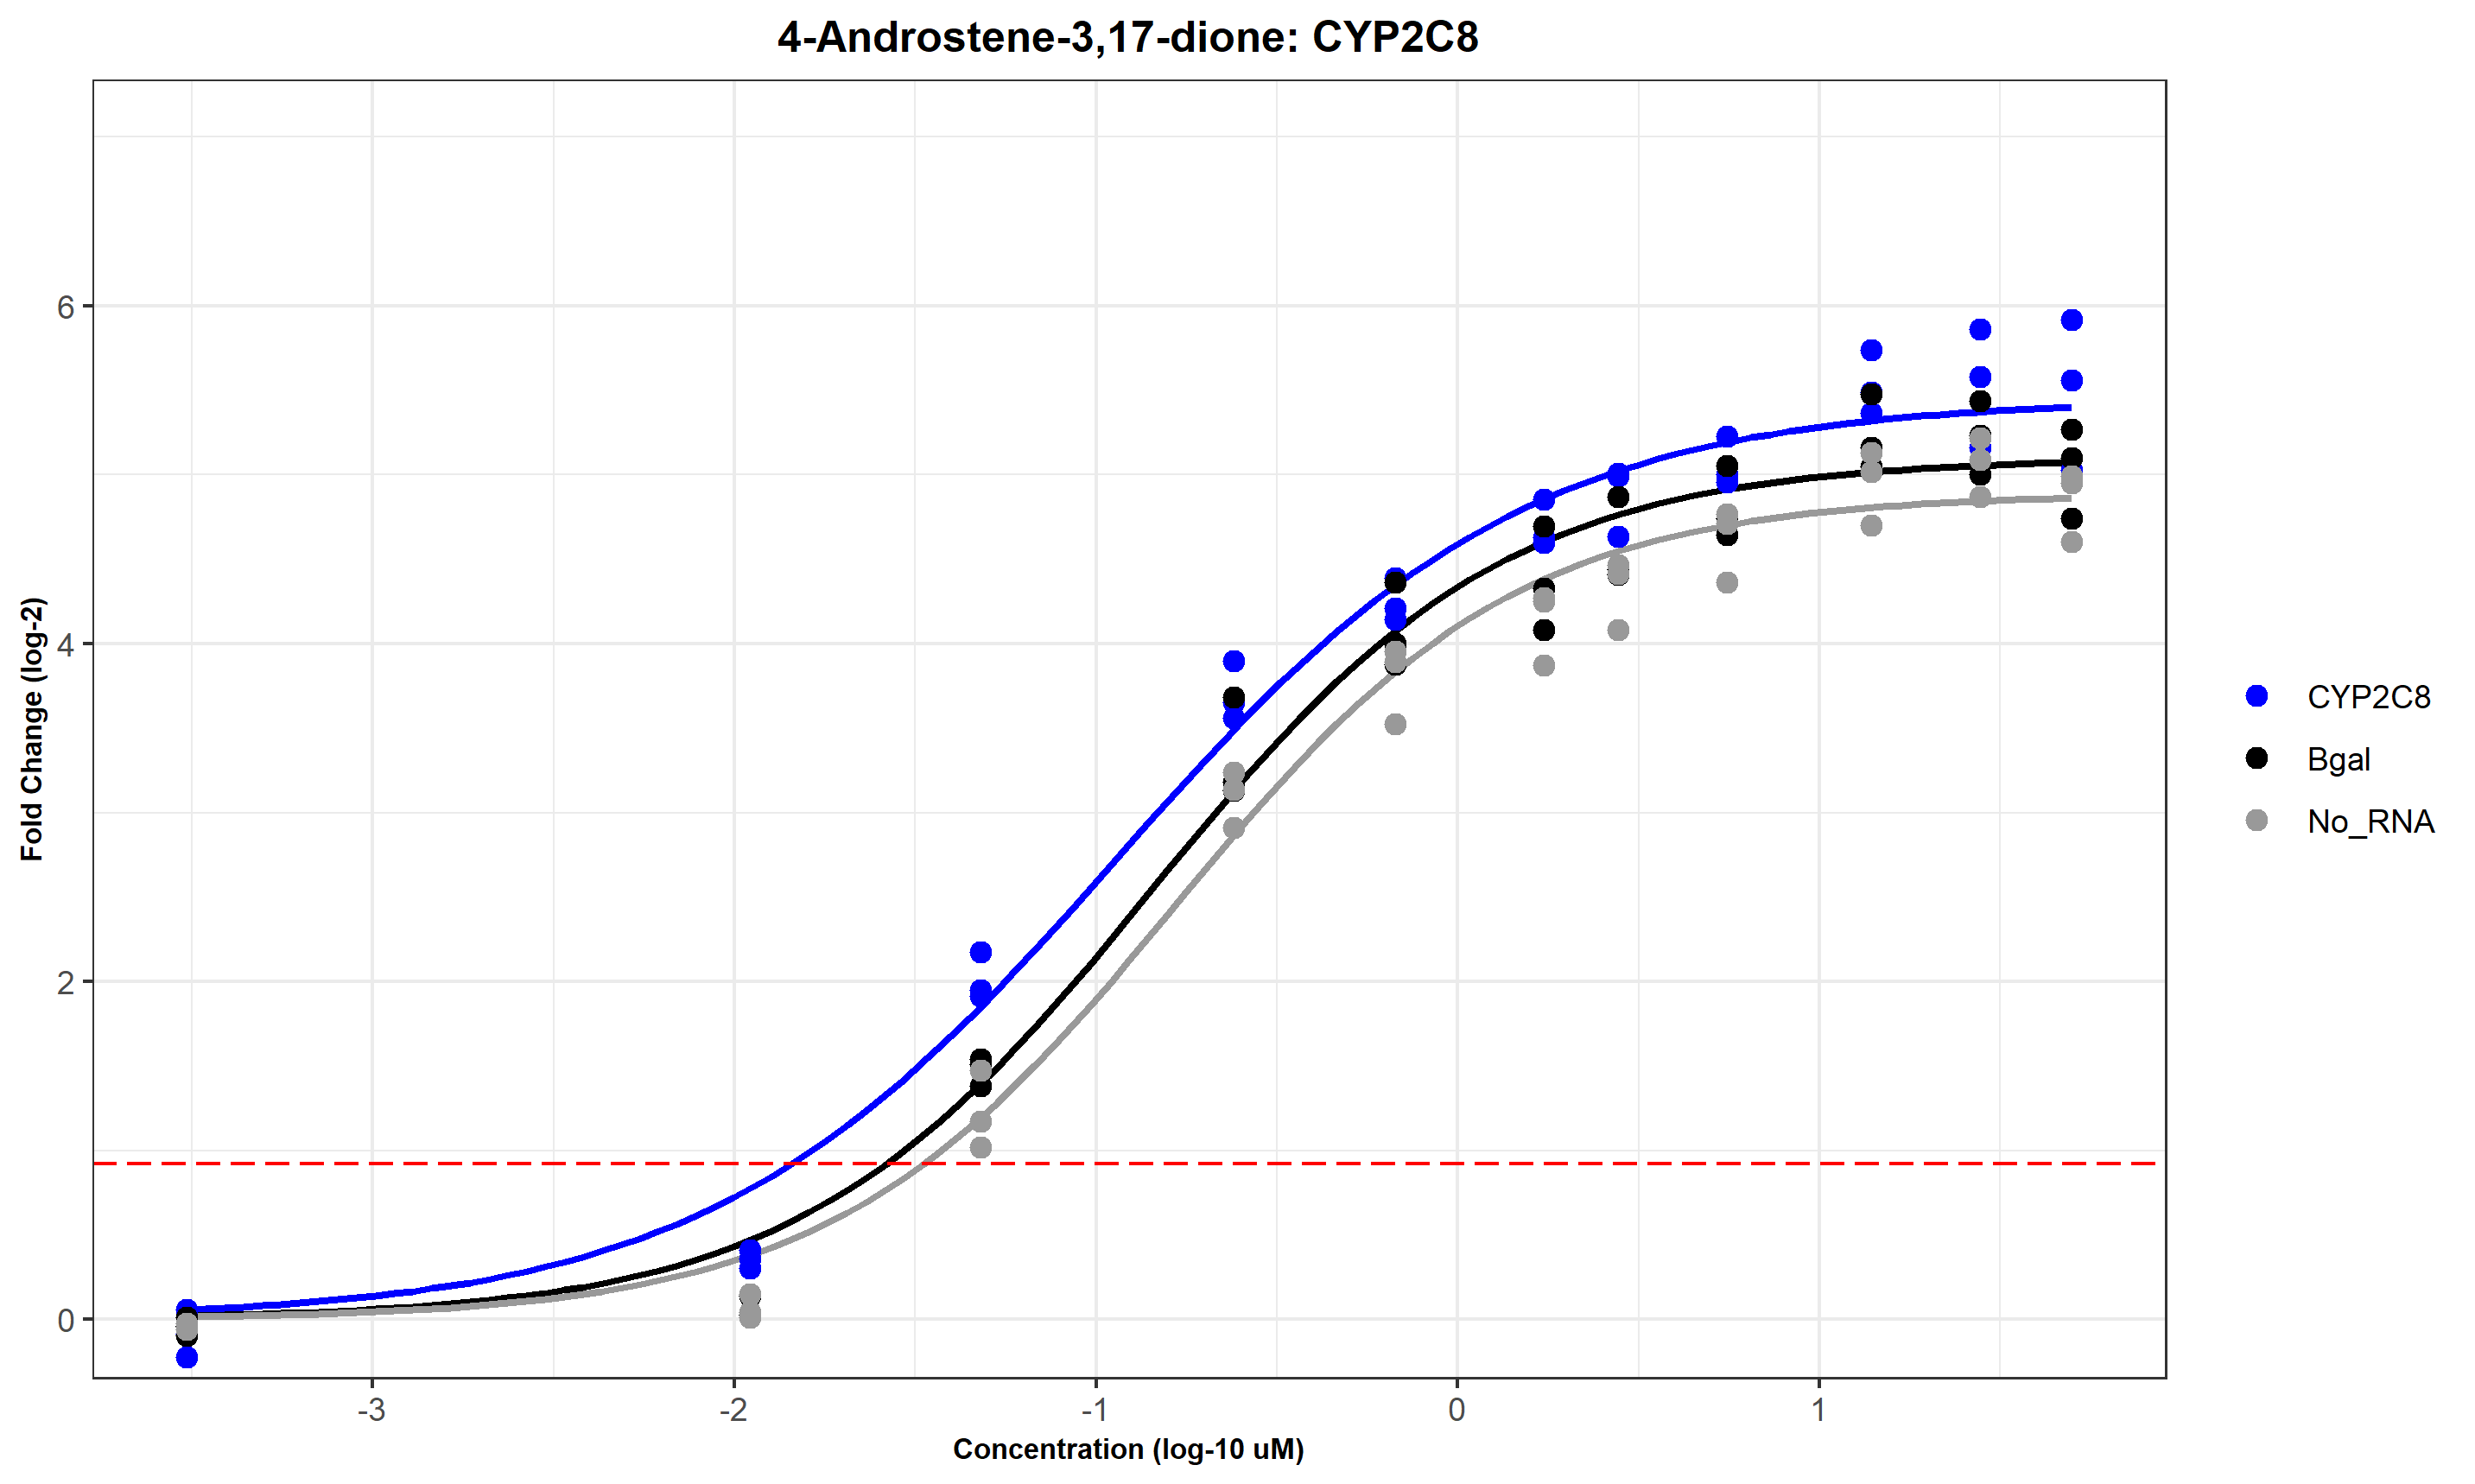 4-Androstene-3,17-dione: CYP2C8
Fold Change (log-2)
6
4
2
0
-3
-2
-1
0
1
Concentration (log-10 uM)
CYP2C8
Bgal
No_RNA